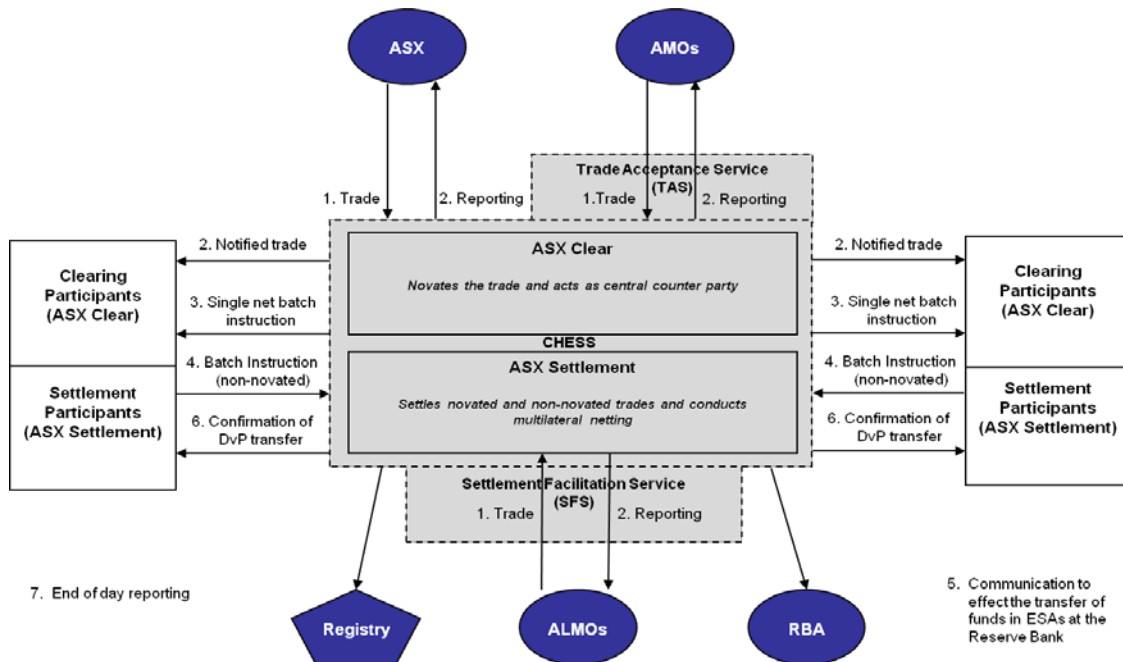 ASX
AMOs
Trade Acceptance Service
(TAS)
1. Trade
2. Reporting
1.Trade
2. Reporting
2. Notified trade
ASX Clear
2. Notified trade
Clearing
Participants
(ASX Clear)
Novates the trade and acts as central counter party
Clearing
Participants
(ASX Clear)
3. Single net batch
instruction
3. Single net batch
instruction
CHESS
4. Batch Instruction
(non-novated)
ASX Settlement
4. Batch Instruction
(non-novated)
Settlement
Participants
(ASX Settlement)
Settles novated and non-novated trades and conducts
multilateral netting
Settlement
Participants
(ASX Settlement)
6. Confirmation of
DvP transfer
6. Confirmation of
DvP transfer
Settlement Facilitation Service
(SFS)
1. Trade
2. Reporting
7. End of day reporting
5. Communication to
effect the transfer of
funds in ESAs at the
Reserve Bank
Registry
ALMOs
RBA